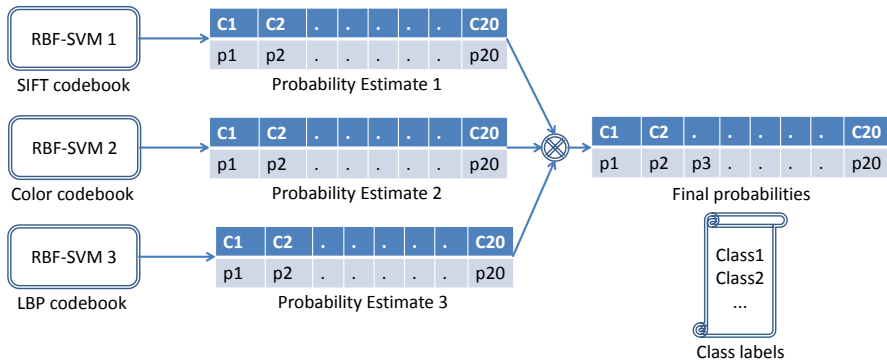 RBF-SVM 1
SIFT codebook
C1 C2 . . . . . C20
p1 p2 . . . . . p20
Probability Estimate 1
RBF-SVM 2
Color codebook
C1 C2 . . . . . C20
p1 p2 . . . . . p20
Probability Estimate 2
RBF-SVM 3
LBP codebook
C1 C2 . . . . . C20
p1 p2 . . . . . p20
Probability Estimate 3
C1 C2 . . . . . C20
p1 p2 p3 . . . . p20
Final probabilities
Class1
Class2
...
Class labels